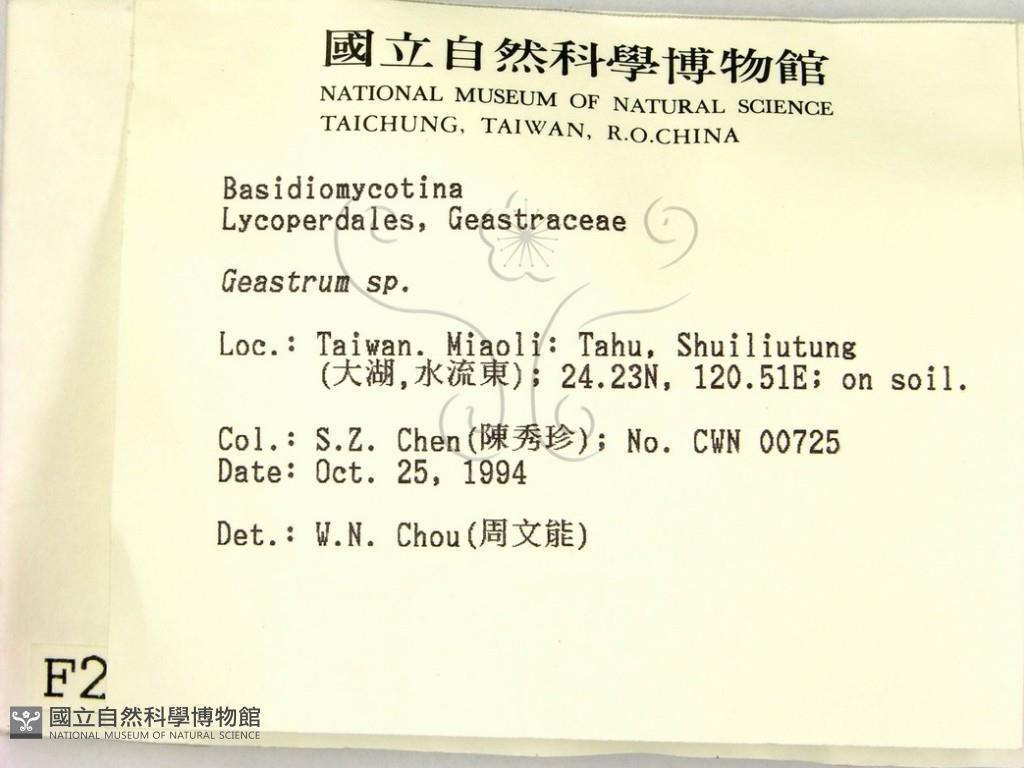 國立自然科學博物館
NATIONAL MUSEUM OF NATURAL SCIENCE
TAICHUNG, TAIWAN, R.O.CHINA
Basidiomycotina
Lycoperdales, Geastraceae
Geastrum sp.
Loc.: Taiwan. Miaoli: Tahu, Shuiliutung
(大湖,水流東); 24.23N, 120.51E; on soil.
Col.: S.Z. Chen(陳秀珍); No. CWN 00725
Date: Oct. 25, 1994
Det.: W.N. Chou(周文能)
F2
國立自然科學博物館
NATIONAL MUSEUM OF NATURAL SCIENCE